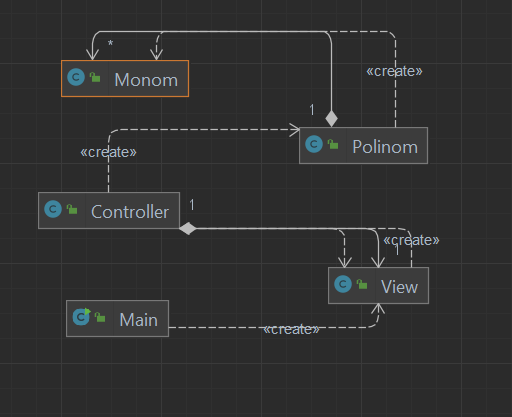 *
Monom
«create»
1
Polinom
«create»
Controller
1
«create»
1
View
Main
«create»